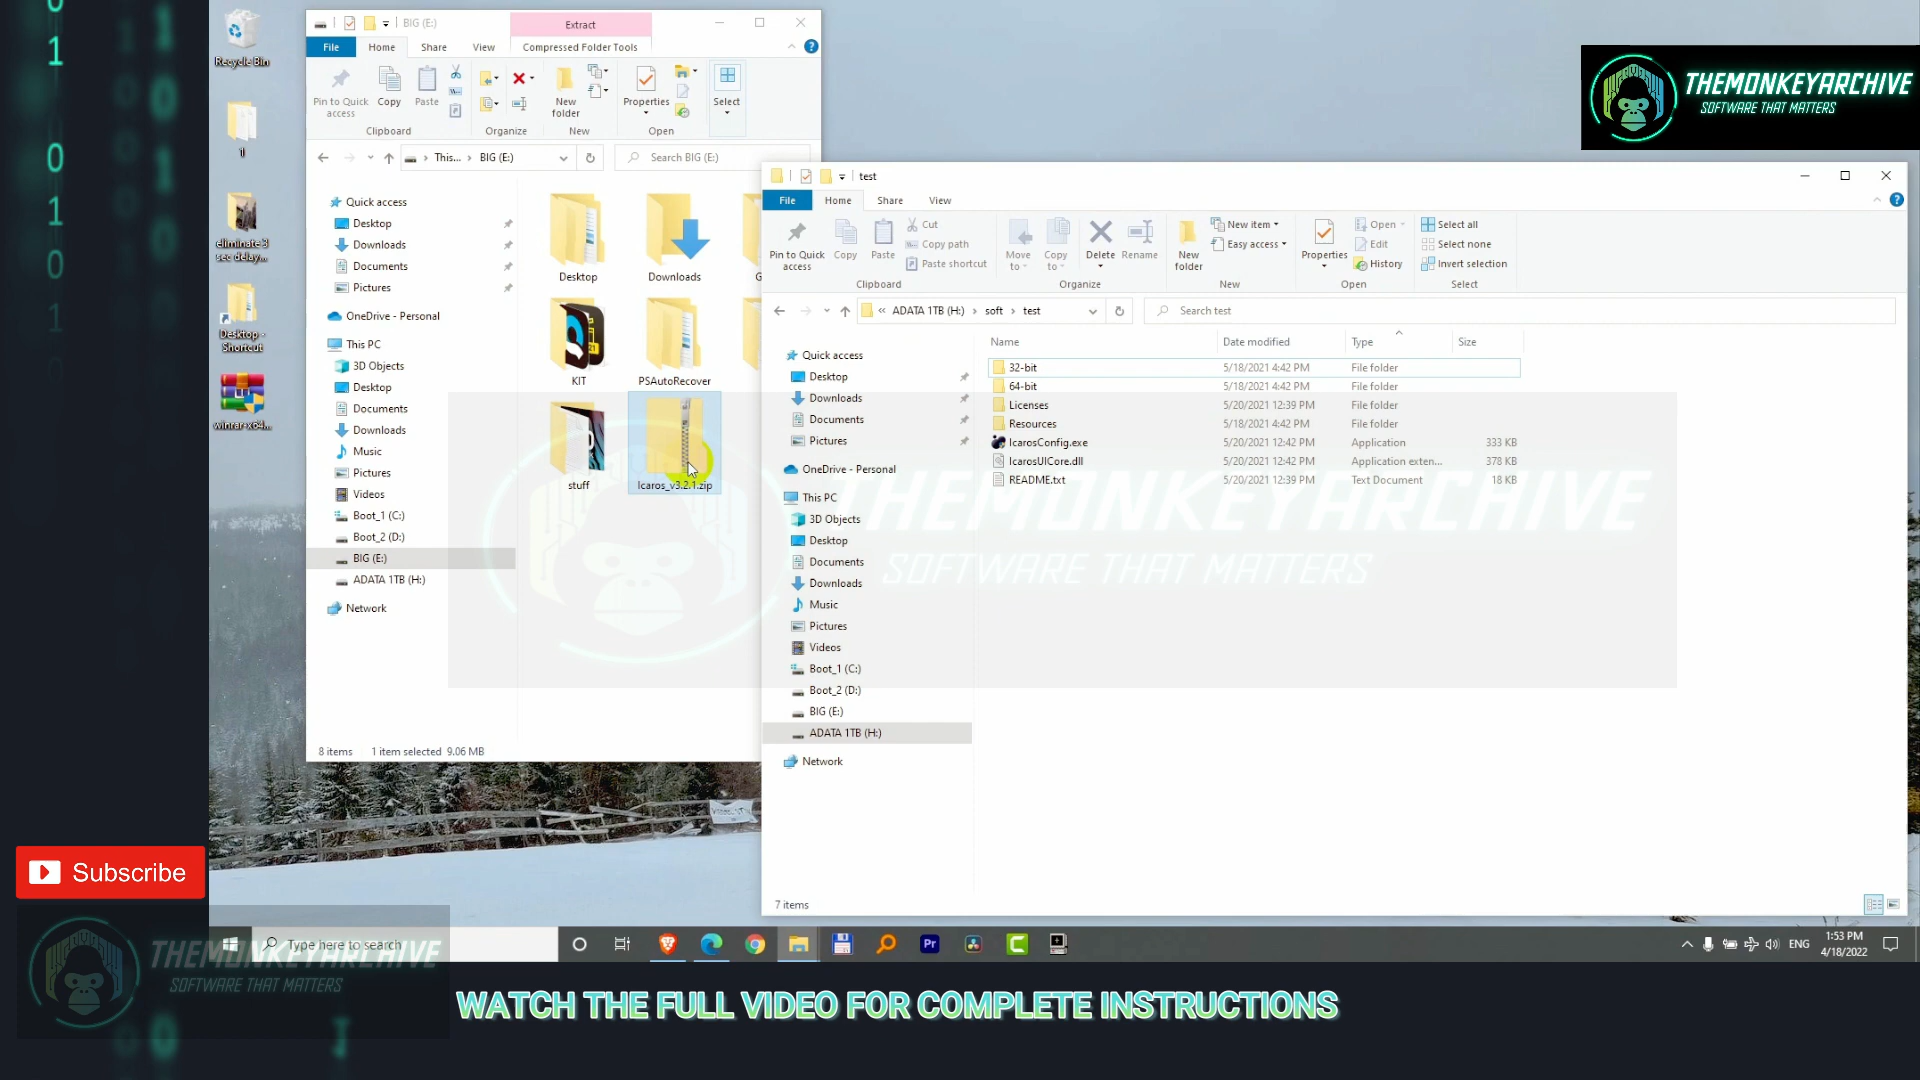 Recycle Bin
1
eliminate 3
sec delay...
Desktop -
Shortcut
winrar-x64...
BIG (E:)
Extract
File
Home
Share
View
Compressed Folder Tools
Pin to Quick
access
Copy
Paste
New
folder
Properties
Select
Clipboard
Organize
New
Open
This...
BIG (E:)
Search BIG (E:)
Quick access
Desktop
Downloads
Documents
Pictures
OneDrive - Personal
This PC
3D Objects
Desktop
Documents
Downloads
Music
Pictures
Videos
Boot_1 (C:)
Boot_2 (D:)
BIG (E:)
ADATA 1TB (H:)
Network
Desktop
Downloads
G
KIT
PSAutoRecover
stuff
Icaros_v3.2.1.zip
8 items
1 item selected 9.06 MB
THEMONKEYARCHIVE
SOFTWARE THAT MATTERS
test
File
Home
Share
View
Pin to Quick
access
Copy
Paste
Cut
Copy path
Paste shortcut
Move
to
Copy
to
Delete
Rename
New
folder
New item
Easy access
Properties
Open
Edit
History
Select all
Select none
Invert selection
Clipboard
Organize
New
Open
Select
« ADATA 1TB (H:) › soft › test
Search test
Quick access
Desktop
Downloads
Documents
Pictures
OneDrive - Personal
This PC
3D Objects
Desktop
Documents
Downloads
Music
Pictures
Videos
Boot_1 (C:)
Boot_2 (D:)
BIG (E:)
ADATA 1TB (H:)
Network
Name Date modified Type Size
32-bit 5/18/2021 4:42 PM File folder
64-bit 5/18/2021 4:42 PM File folder
Licenses 5/20/2021 12:39 PM File folder
Resources 5/18/2021 4:42 PM File folder
IcarosConfig.exe 5/20/2021 12:42 PM Application 333 KB
IcarosUICore.dll 5/20/2021 12:42 PM Application exten... 378 KB
README.txt 5/20/2021 12:39 PM Text Document 18 KB
THEMONKEYARCHIVE
SOFTWARE THAT MATTERS
7 items
Subscribe
THEMONKEYARCHIVE
SOFTWARE THAT MATTERS
Type here to search
Pr
ENG
1:53 PM
4/18/2022
WATCH THE FULL VIDEO FOR COMPLETE INSTRUCTIONS